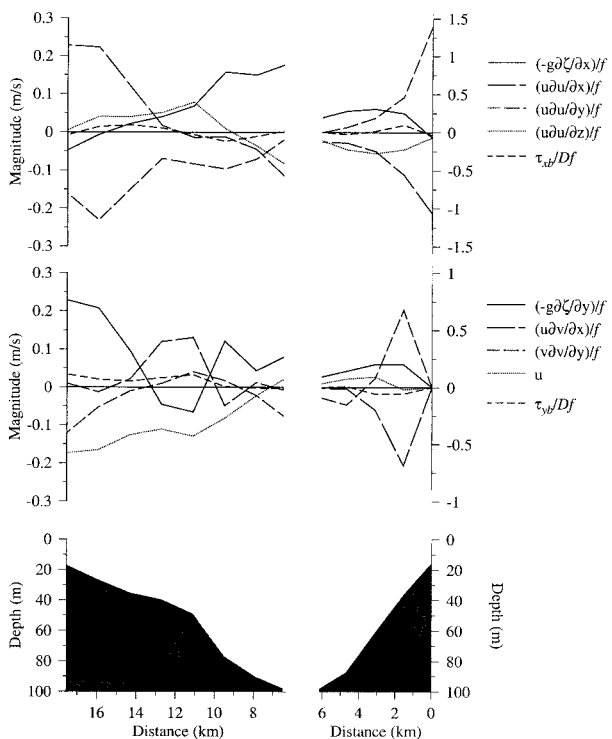 Magnitude (m/s)
0.3
0.2
0.1
0
-0.1
-0.2
-0.3
1.5
1
0.5
0
-0.5
-1
-1.5
(-g∂ζ/∂x)/f
(u∂u/∂x)/f
(u∂u/∂y)/f
(u∂u/∂z)/f
τxb/Df
Magnitude (m/s)
0.3
0.2
0.1
0
-0.1
-0.2
-0.3
1
0.5
0
-0.5
-1
(-g∂ζ/∂y)/f
(u∂v/∂x)/f
(v∂v/∂y)/f
u
τyb/Df
Depth (m)
0
20
40
60
80
100
16 14 12 10 8
Distance (km)
0
20
40
60
80
100
Depth (m)
6 4 2 0
Distance (km)